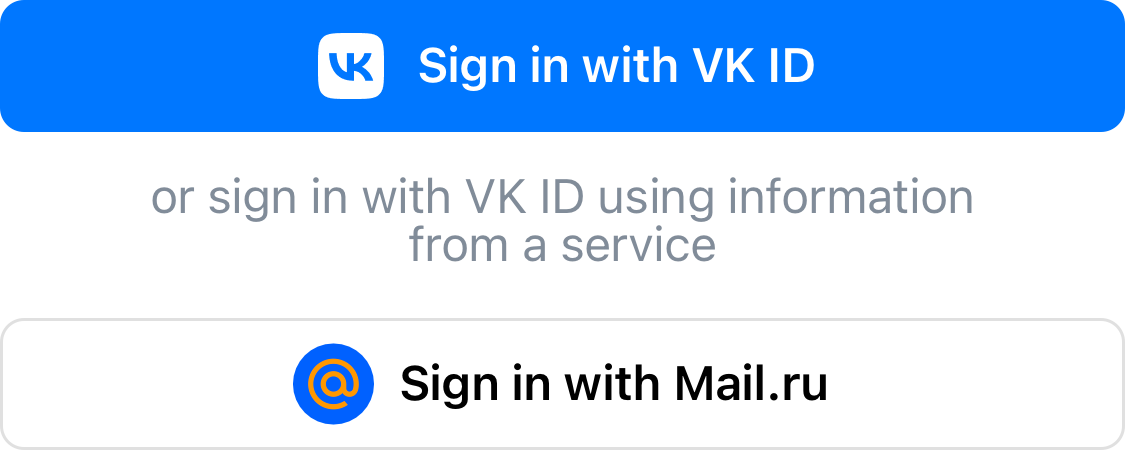 Sign in with VK ID
or sign in with VK ID using information
from a service
@ Sign in with Mail.ru